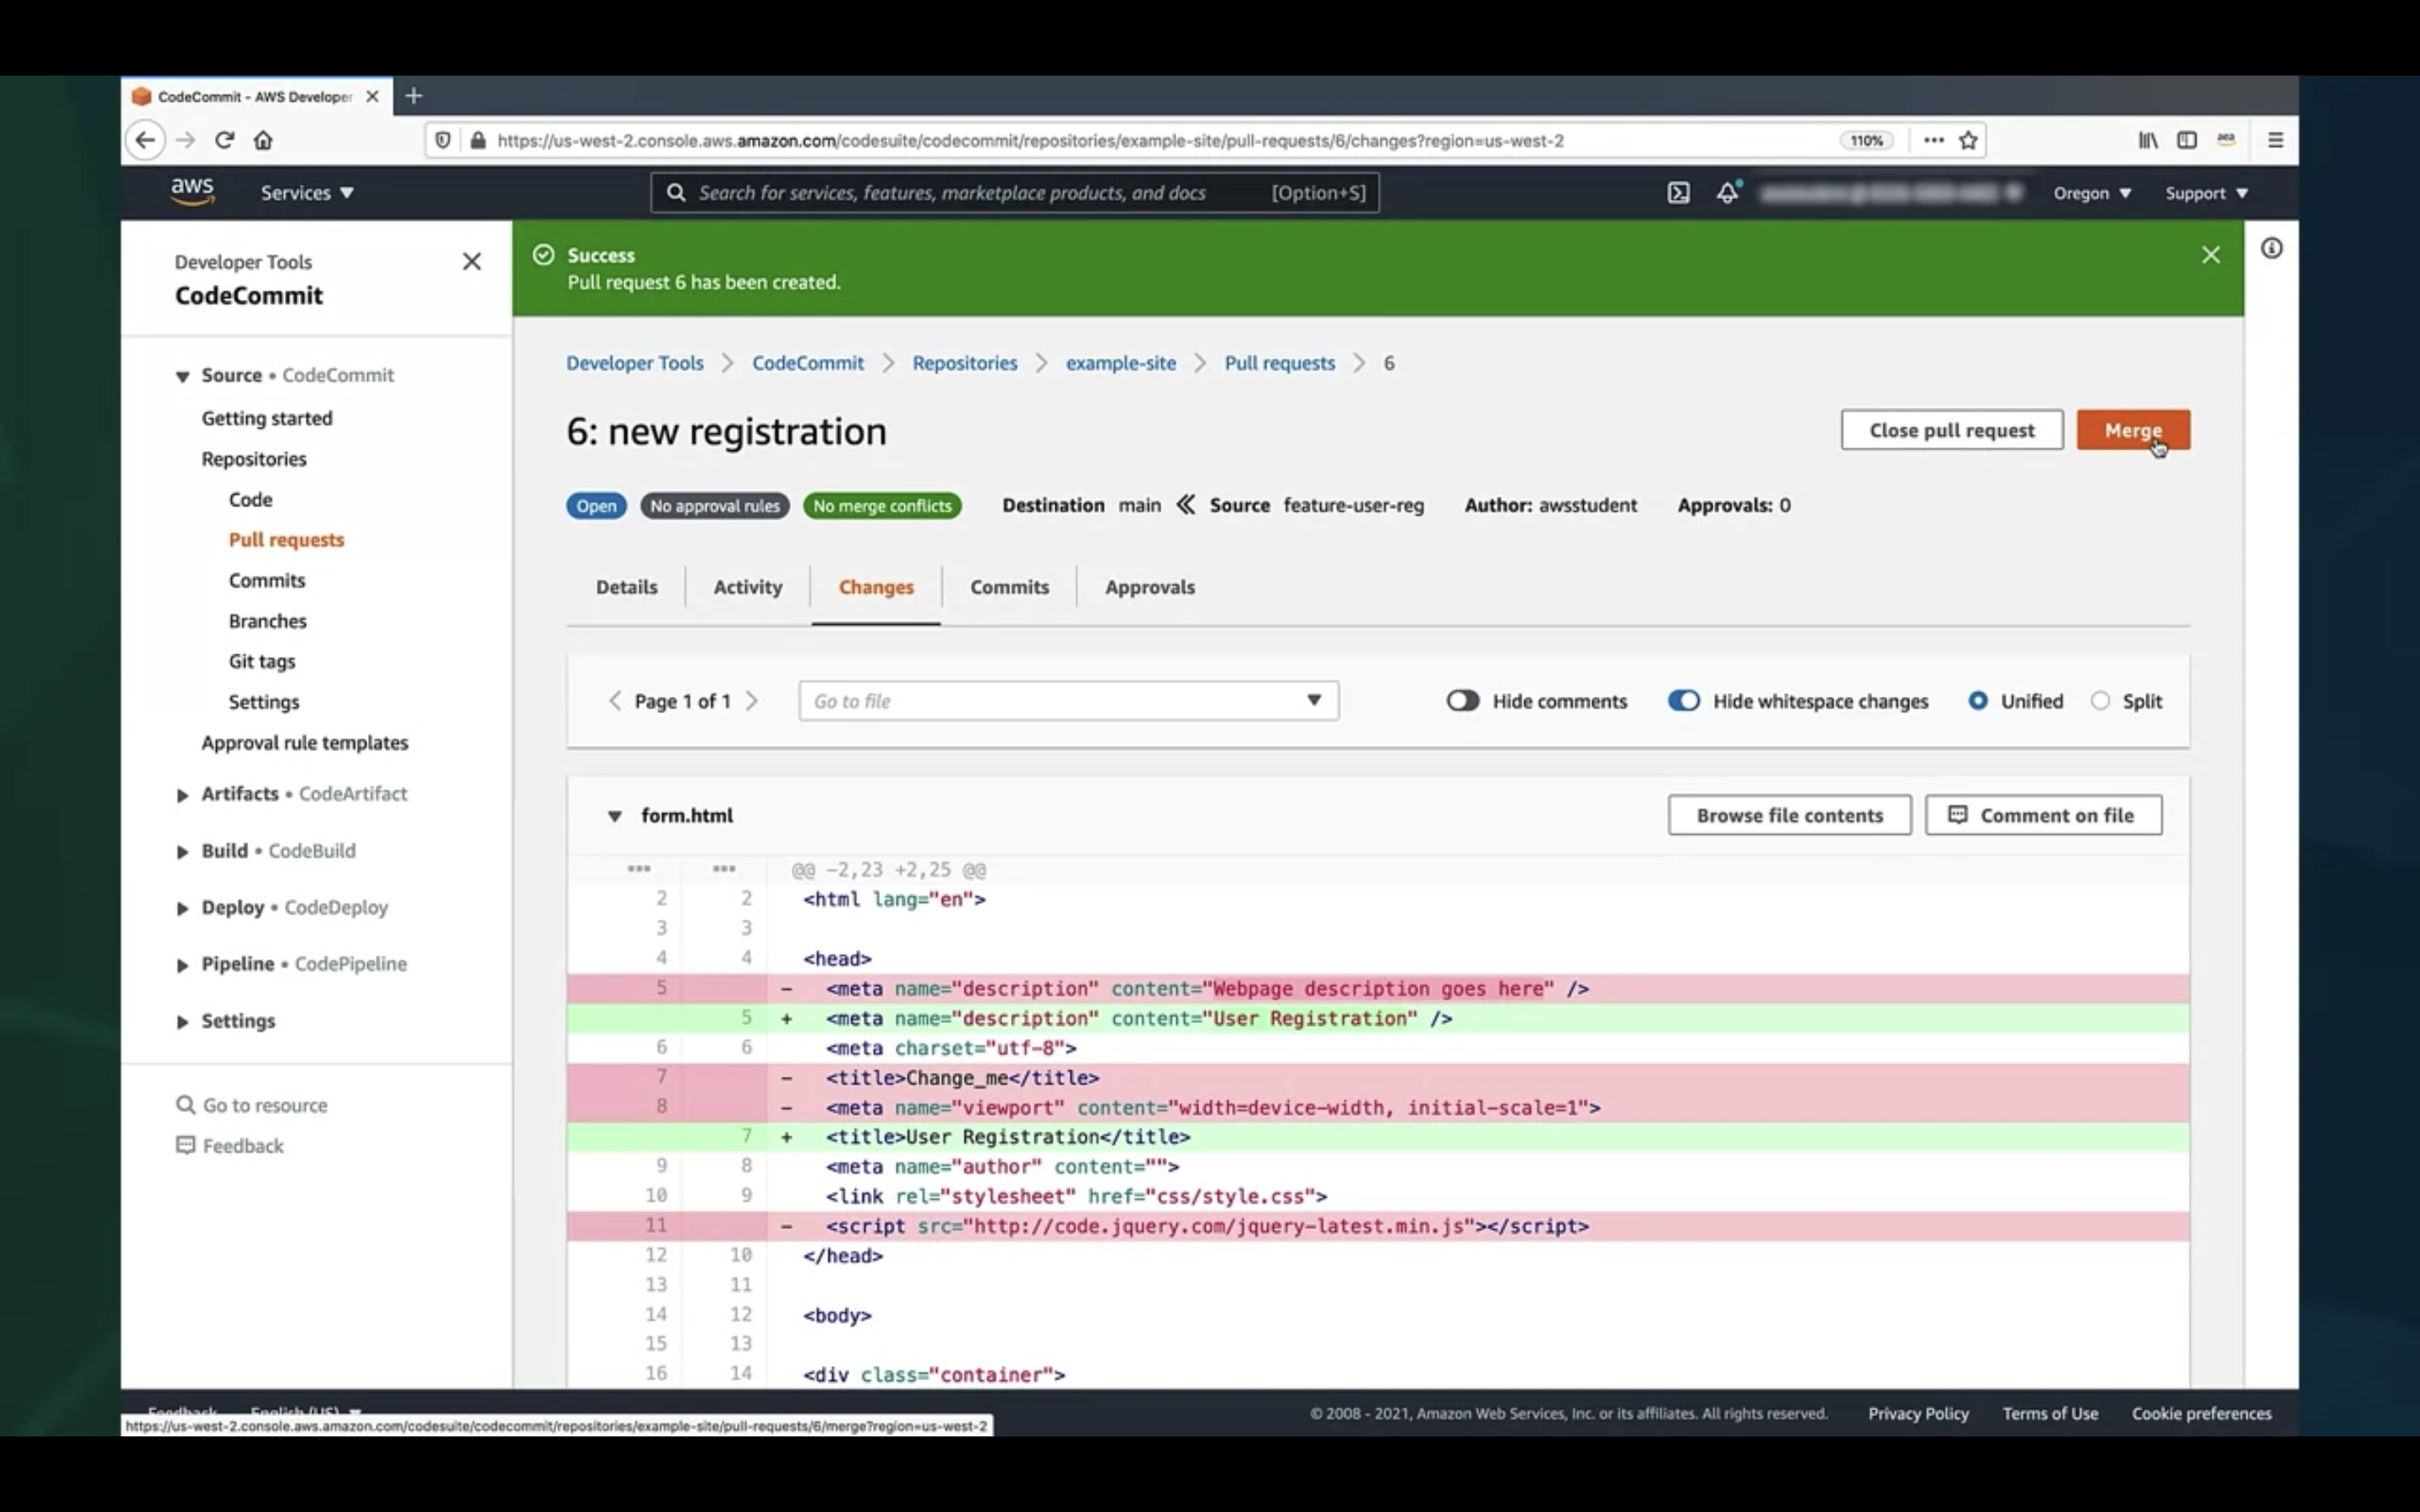 CodeCommit - AWS Developer
https://us-west-2.console.aws.amazon.com/codesuite/codecommit/repositories/example-site/pull-requests/6/changes?region=us-west-2
110%
aws
Services
Search for services, features, marketplace products, and docs [Option+S]
Oregon
Support
Developer Tools
CodeCommit
Source • CodeCommit
Getting started
Repositories
Code
Pull requests
Commits
Branches
Git tags
Settings
Approval rule templates
Artifacts • CodeArtifact
Build • CodeBuild
Deploy • CodeDeploy
Pipeline • CodePipeline
Settings
Go to resource
Feedback
Success
Pull request 6 has been created.
Developer Tools > CodeCommit > Repositories > example-site > Pull requests > 6
6: new registration
Close pull request
Merge
Open No approval rules No merge conflicts Destination main Source feature-user-reg Author: awsstudent Approvals: 0
Details Activity Changes Commits Approvals
Page 1 of 1
Go to file
Hide comments
Hide whitespace changes
Unified
Split
form.html
Browse file contents
Comment on file
... ... @@ -2,23 +2,25 @@
2 2 <html lang="en">
3 3
4 4 <head>
5 - <meta name="description" content="Webpage description goes here" />
5 + <meta name="description" content="User Registration" />
6 6 <meta charset="utf-8">
7 - <title>Change_me</title>
8 - <meta name="viewport" content="width=device-width, initial-scale=1">
7 + <title>User Registration</title>
9 8 <meta name="author" content="">
10 9 <link rel="stylesheet" href="css/style.css">
11 - <script src="http://code.jquery.com/jquery-latest.min.js"></script>
12 10 </head>
13 11
14 12 <body>
15 13
16 14 <div class="container">
Feedback English (US)
© 2008 - 2021, Amazon Web Services, Inc. or its affiliates. All rights reserved. Privacy Policy Terms of Use Cookie preferences
https://us-west-2.console.aws.amazon.com/codesuite/codecommit/repositories/example-site/pull-requests/6/merge?region=us-west-2